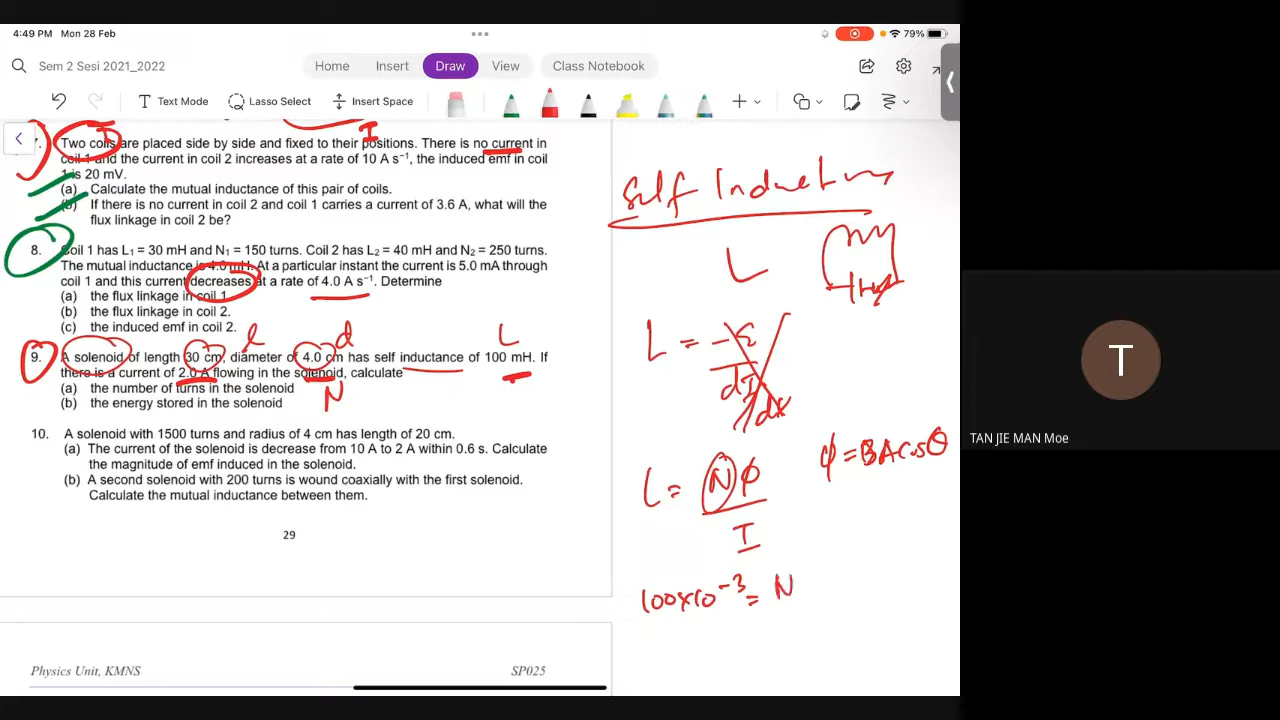 4:49 PM Mon 28 Feb
79%
Sem 2 Sesi 2021_2022
Home Insert Draw View Class Notebook
Text Mode Lasso Select Insert Space
I
7. Two coils are placed side by side and fixed to their positions. There is no current in
coil 1 and the current in coil 2 increases at a rate of 10 A s⁻¹, the induced emf in coil
1 is 20 mV.
(a) Calculate the mutual inductance of this pair of coils.
(b) If there is no current in coil 2 and coil 1 carries a current of 3.6 A, what will the
flux linkage in coil 2 be?
8. Coil 1 has L₁ = 30 mH and N₁ = 150 turns. Coil 2 has L₂ = 40 mH and N₂ = 250 turns.
The mutual inductance is 4.0 mH. At a particular instant the current is 5.0 mA through
coil 1 and this current decreases at a rate of 4.0 A s⁻¹. Determine
(a) the flux linkage in coil 1.
(b) the flux linkage in coil 2.
(c) the induced emf in coil 2.
l d L
9. A solenoid of length 30 cm, diameter of 4.0 cm has self inductance of 100 mH. If
there is a current of 2.0 A flowing in the solenoid, calculate
(a) the number of turns in the solenoid
N
(b) the energy stored in the solenoid
10. A solenoid with 1500 turns and radius of 4 cm has length of 20 cm.
(a) The current of the solenoid is decrease from 10 A to 2 A within 0.6 s. Calculate
the magnitude of emf induced in the solenoid.
(b) A second solenoid with 200 turns is wound coaxially with the first solenoid.
Calculate the mutual inductance between them.
29
Physics Unit, KMNS SP025
Self Inductance
L
L = -ε
dI/dt
φ = BA cos θ
L = Nφ
I
100×10⁻³ = N
T
TAN JIE MAN Moe